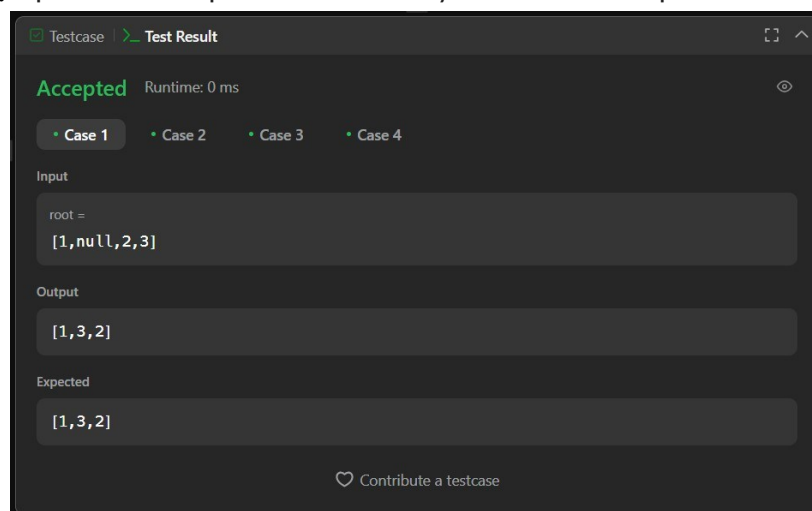 Testcase Test Result
Accepted Runtime: 0 ms
Case 1 Case 2 Case 3 Case 4
Input
root =
[1,null,2,3]
Output
[1,3,2]
Expected
[1,3,2]
Contribute a testcase